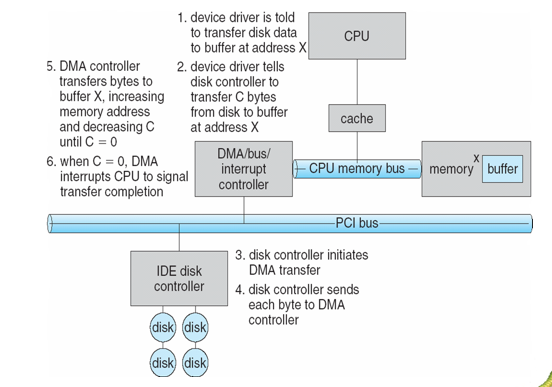 1. device driver is told
to transfer disk data
to buffer at address X
CPU
5. DMA controller
transfers bytes to
buffer X, increasing
memory address
and decreasing C
until C = 0
2. device driver tells
disk controller to
transfer C bytes
from disk to buffer
at address X
cache
6. when C = 0, DMA
interrupts CPU to signal
transfer completion
DMA/bus/
interrupt
controller
CPU memory bus
memory
X
buffer
PCI bus
IDE disk
controller
3. disk controller initiates
DMA transfer
4. disk controller sends
each byte to DMA
controller
disk disk
disk disk